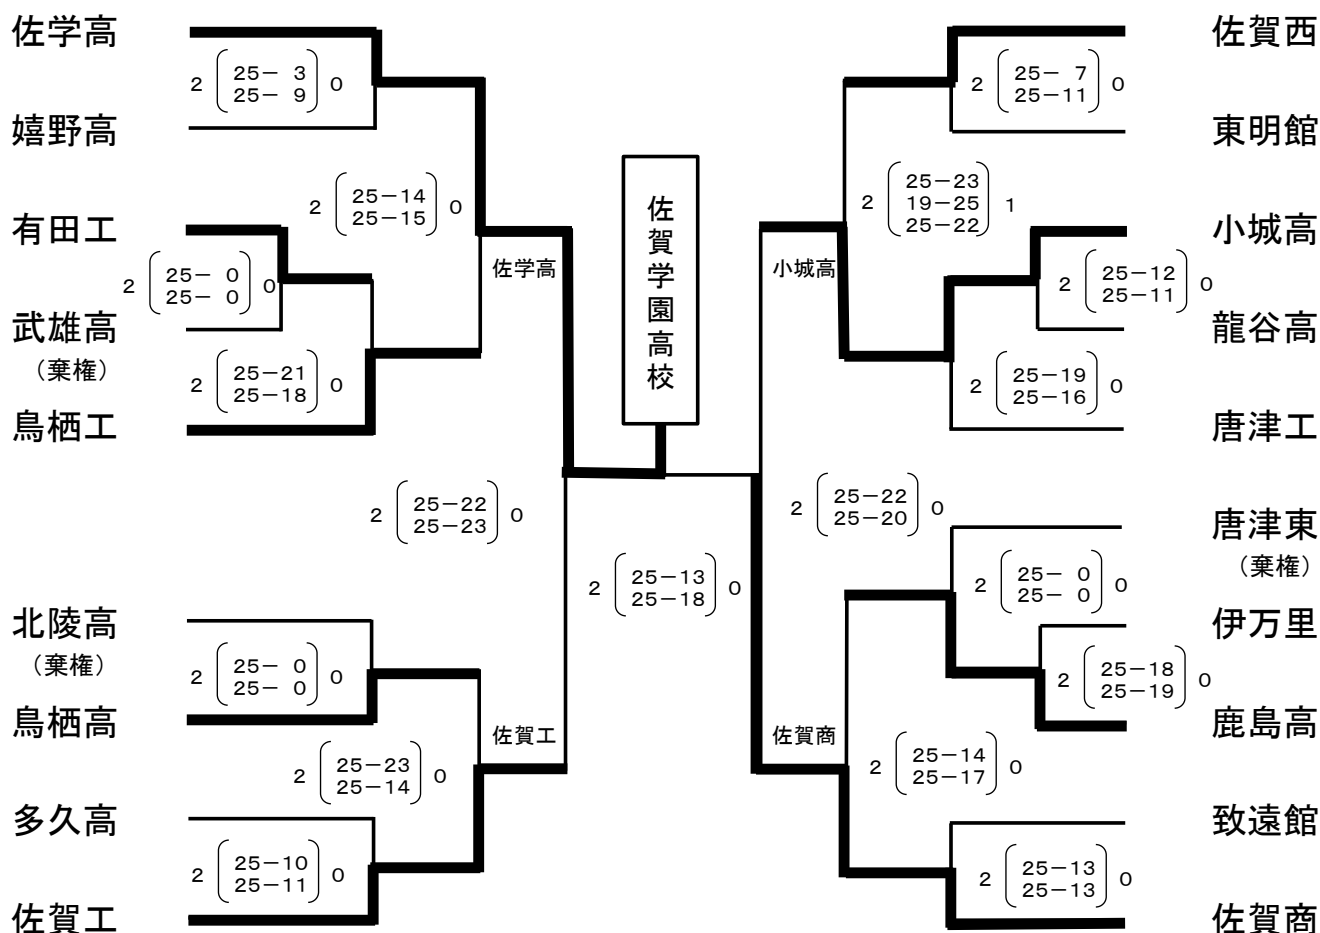 佐学高
2 25－ 3 0
25－ 9
嬉野高
2 25－14 0
25－15
有田工
2 25－ 0 0
25－ 0
武雄高
（棄権）
2 25－21 0
25－18
鳥栖工
佐学高
2 25－22 0
25－23
北陵高
（棄権）
2 25－ 0 0
25－ 0
鳥栖高
佐賀工
2 25－23 0
25－14
多久高
2 25－10 0
25－11
佐賀工
佐賀学園高校
2 25－13 0
25－18
佐賀西
2 25－ 7 0
25－11
東明館
2 25－23 1
19－25
25－22
小城高
小城高
2 25－12 0
25－11
龍谷高
2 25－19 0
25－16
唐津工
2 25－22 0
25－20
唐津東
（棄権）
2 25－ 0 0
25－ 0
伊万里
2 25－18 0
25－19
鹿島高
佐賀商
2 25－14 0
25－17
致遠館
2 25－13 0
25－13
佐賀商